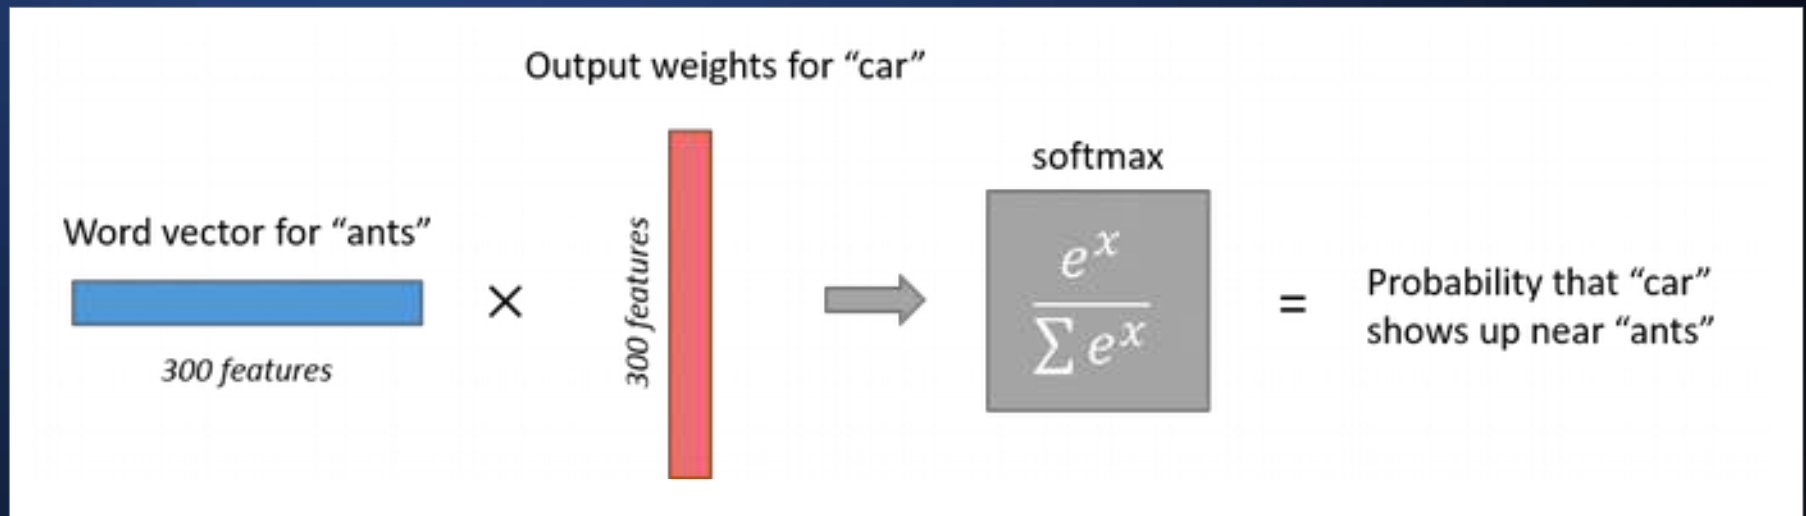 Output weights for “car”
softmax
Word vector for “ants”
300 features
×
300 features
e^x
∑ e^x
=
Probability that “car”
shows up near “ants”